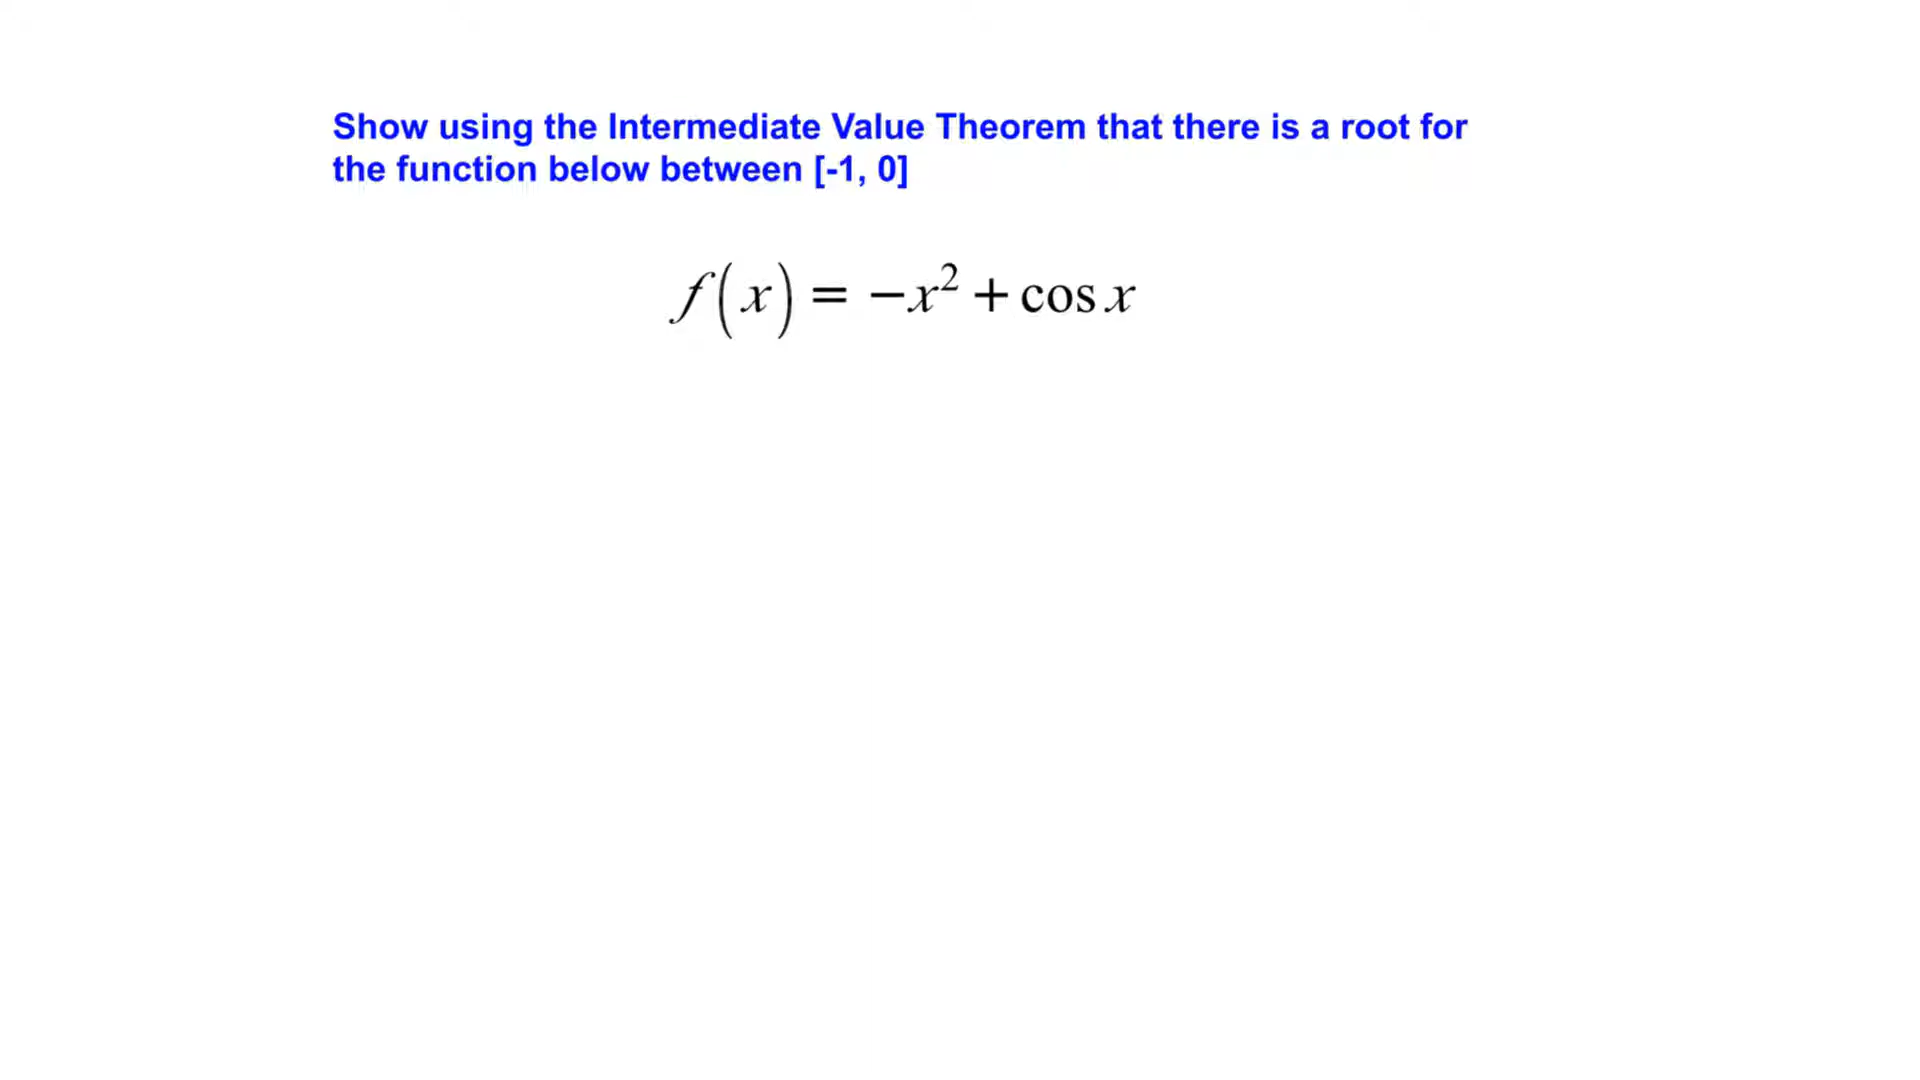 Show using the Intermediate Value Theorem that there is a root for
the function below between [-1, 0]
f(x) = −x² + cos x